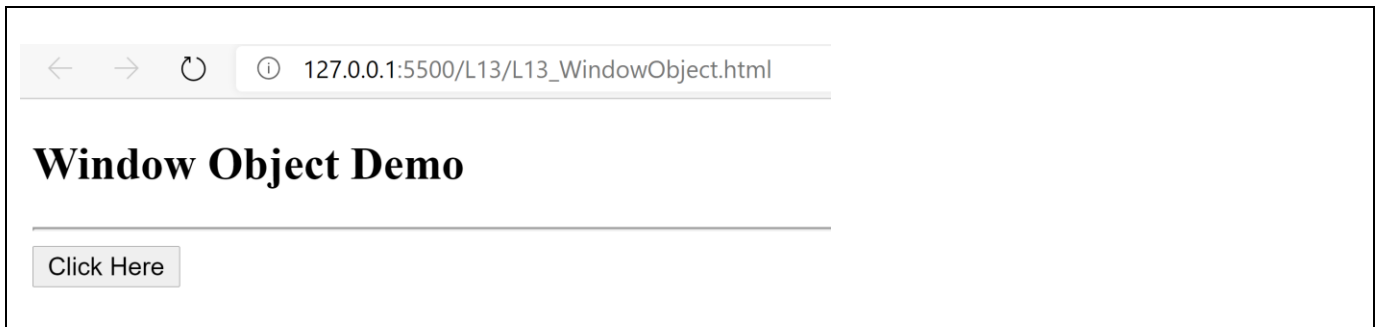 127.0.0.1:5500/L13/L13_WindowObject.html
Window Object Demo
Click Here